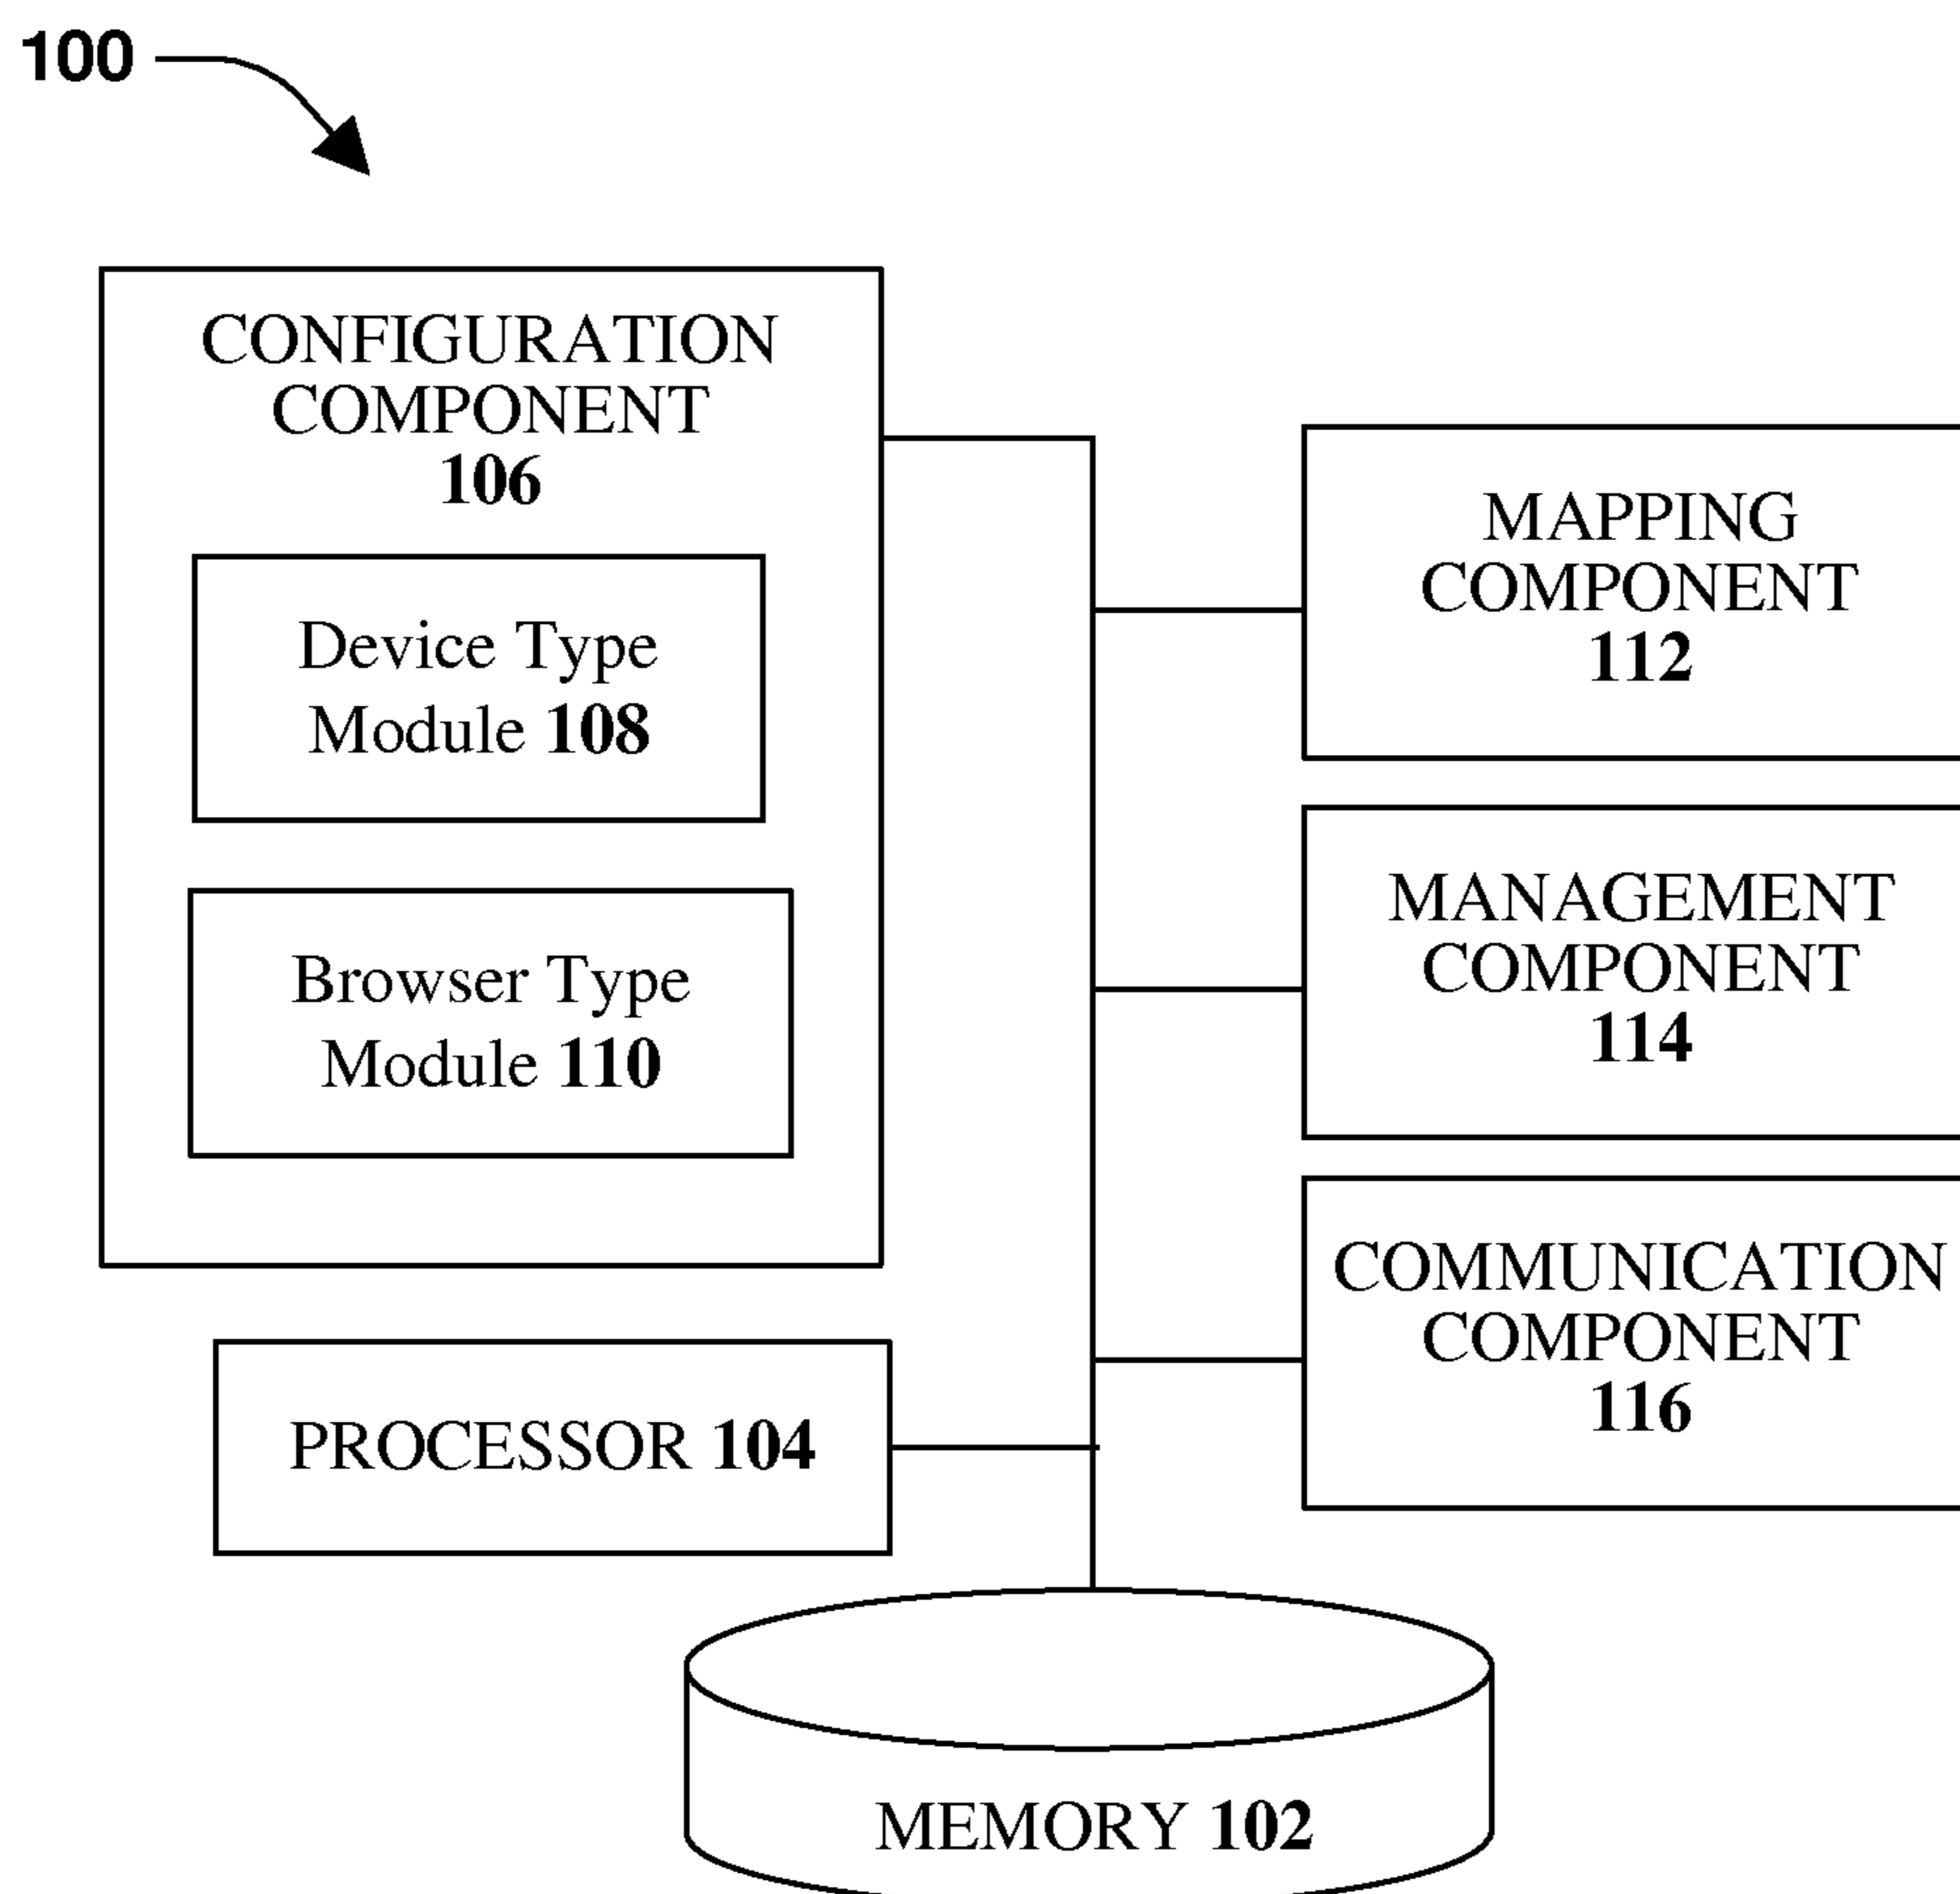 100
CONFIGURATION
COMPONENT
106
Device Type
Module 108
Browser Type
Module 110
PROCESSOR 104
MAPPING
COMPONENT
112
MANAGEMENT
COMPONENT
114
COMMUNICATION
COMPONENT
116
MEMORY 102